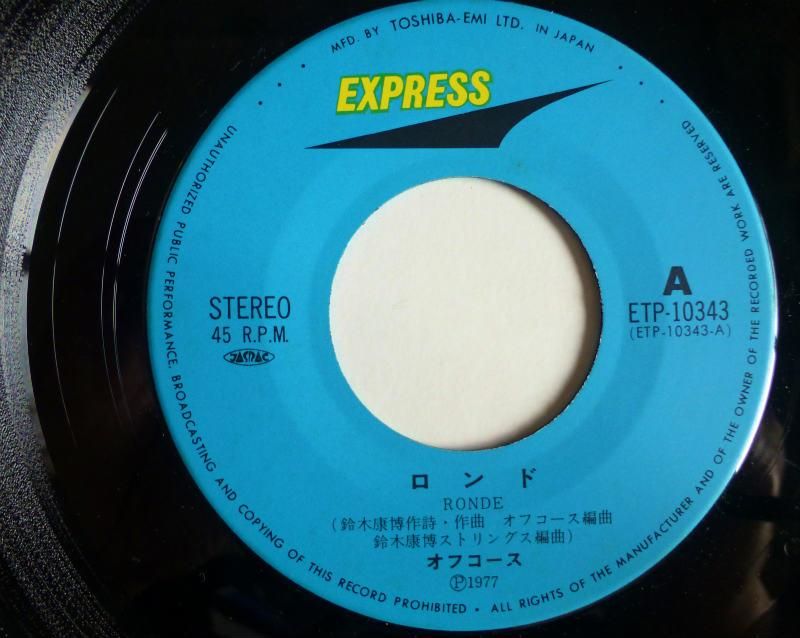 MFD. BY TOSHIBA-EMI LTD. IN JAPAN
EXPRESS
A
STEREO
45 R.P.M.
JASRAC
ETP-10343
(ETP-10343-A)
ロンド
RONDE
(鈴木康博作詩・作曲 オフコース編曲
鈴木康博ストリングス編曲)
オフコース
Ⓟ1977
UNAUTHORIZED PUBLIC PERFORMANCE, BROADCASTING AND COPYING OF THIS RECORD PROHIBITED • ALL RIGHTS OF THE MANUFACTURER AND OF THE OWNER OF THE RECORDED WORK ARE RESERVED